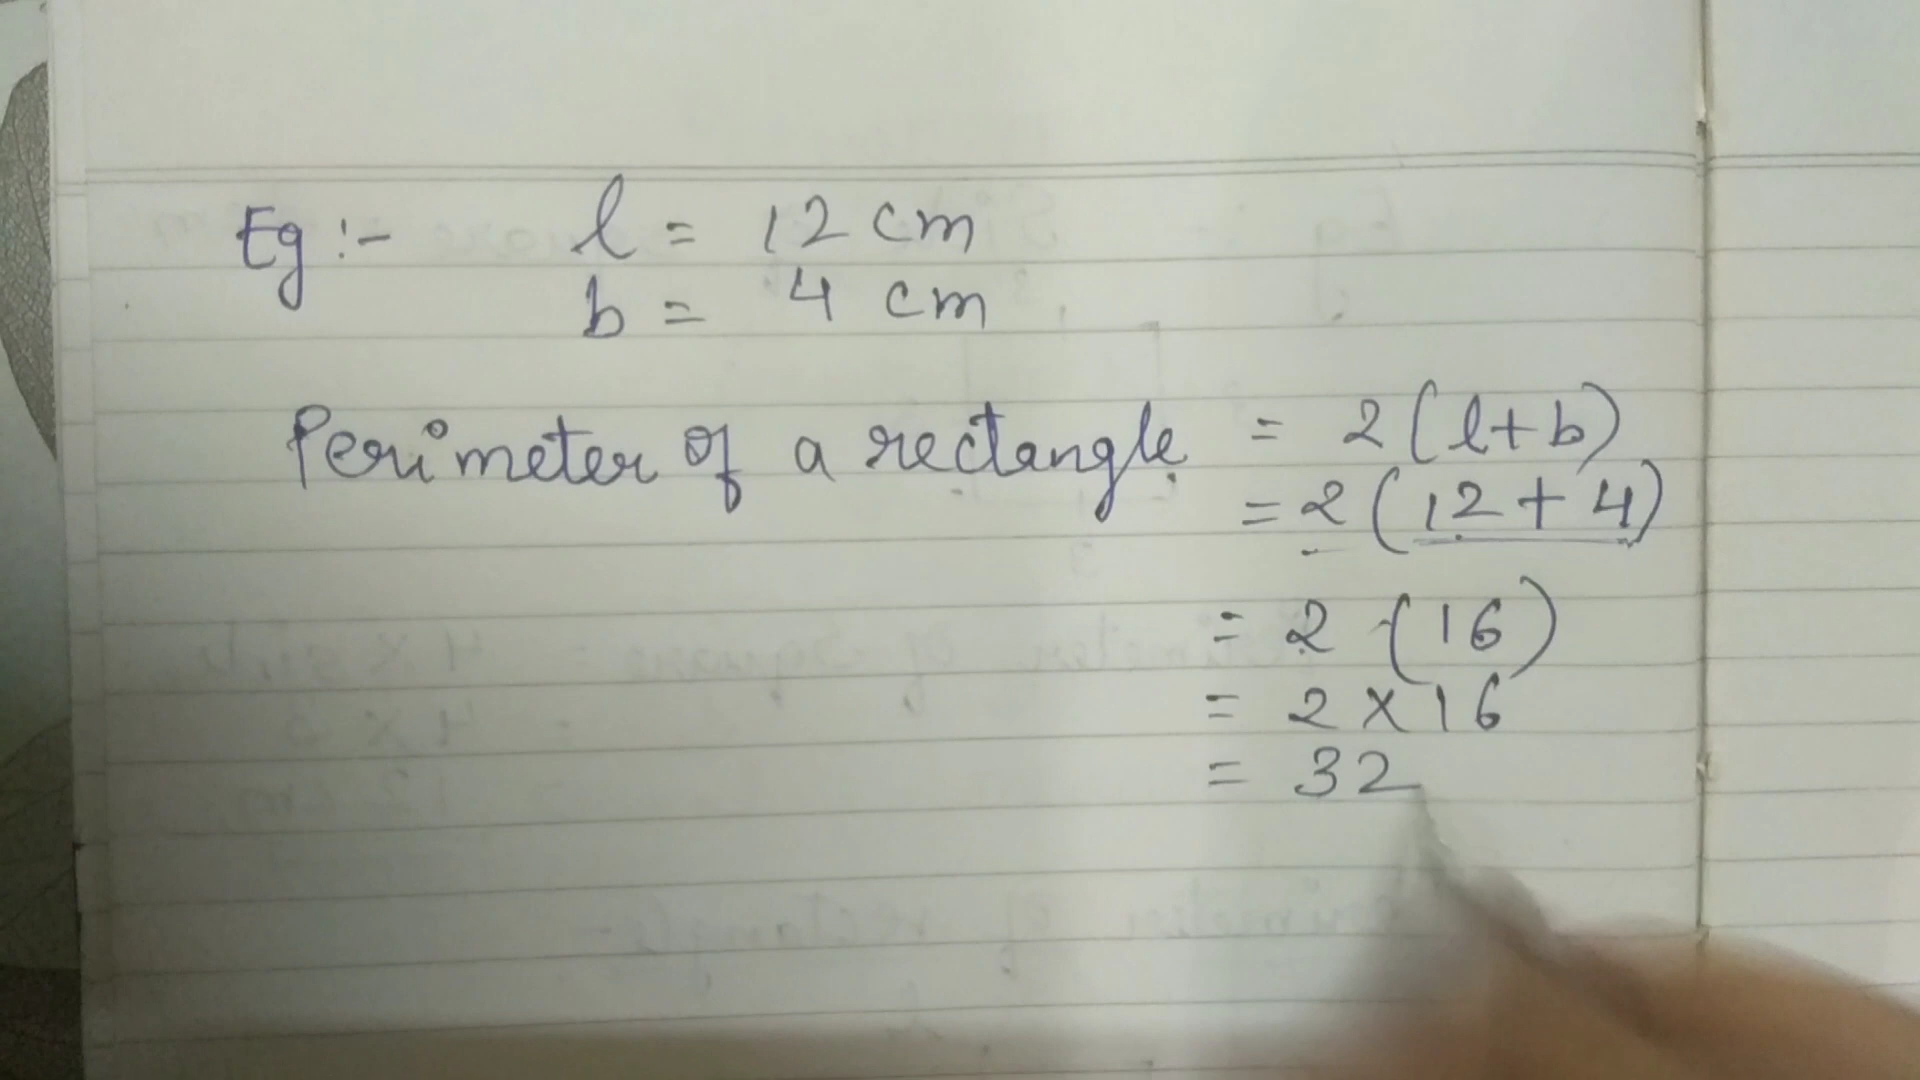 Eg :- l = 12 cm
b = 4 cm
Perimeter of a rectangle = 2(l+b)
= 2(12+4)
= 2 (16)
= 2 × 16
= 32